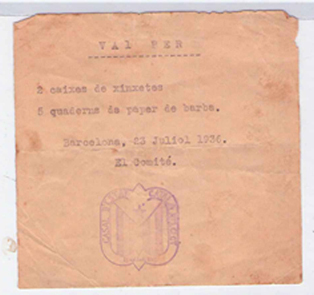 VAL PER
2 caixes de xinxetes
5 quaderns de paper de barba.
Barcelona, 23 Juliol 1936.
El Comité.